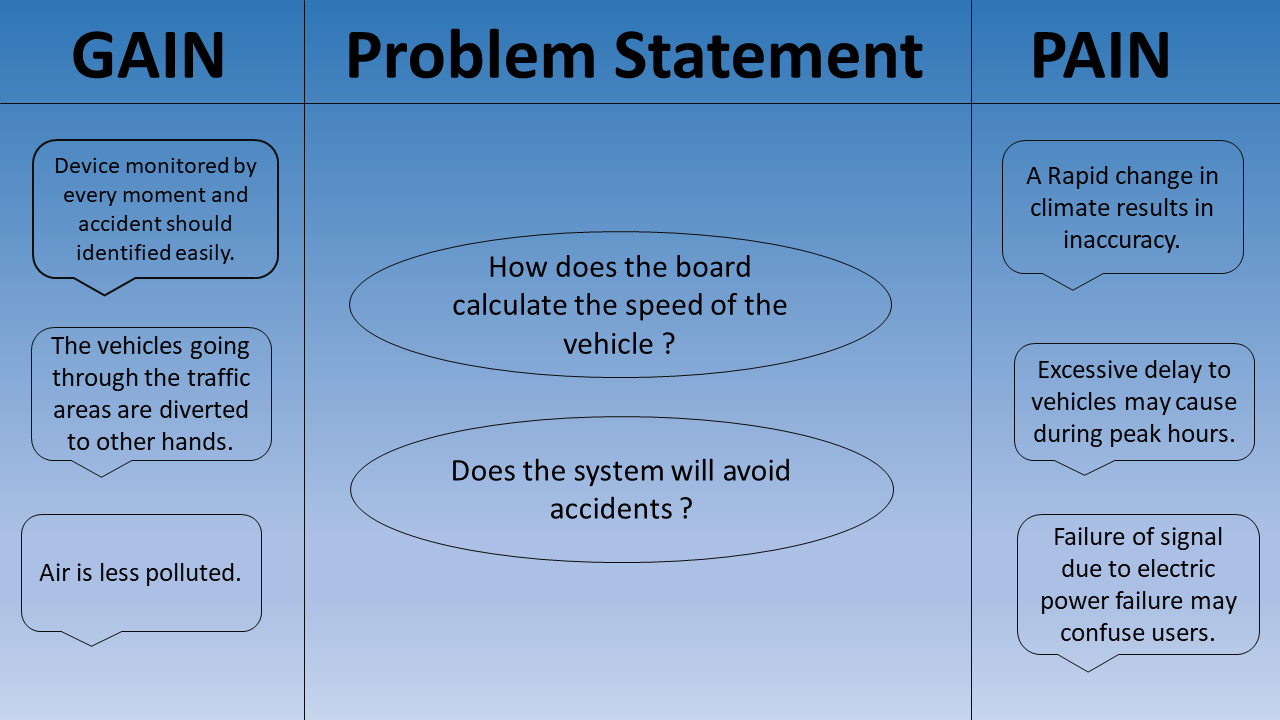 GAIN
Problem Statement
PAIN
Device monitored by
every moment and
accident should
identified easily.
The vehicles going
through the traffic
areas are diverted
to other hands.
Air is less polluted.
How does the board
calculate the speed of the
vehicle ?
Does the system will avoid
accidents ?
A Rapid change in
climate results in
inaccuracy.
Excessive delay to
vehicles may cause
during peak hours.
Failure of signal
due to electric
power failure may
confuse users.